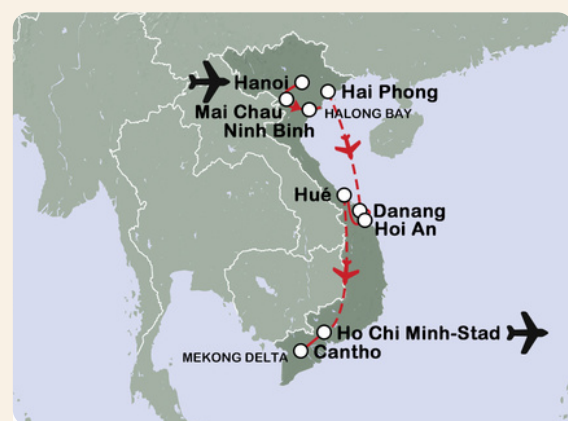 Hanoi
Hai Phong
Mai Chau
HALONG BAY
Ninh Binh
Hué
Danang
Hoi An
Ho Chi Minh-Stad
MEKONG DELTA
Cantho